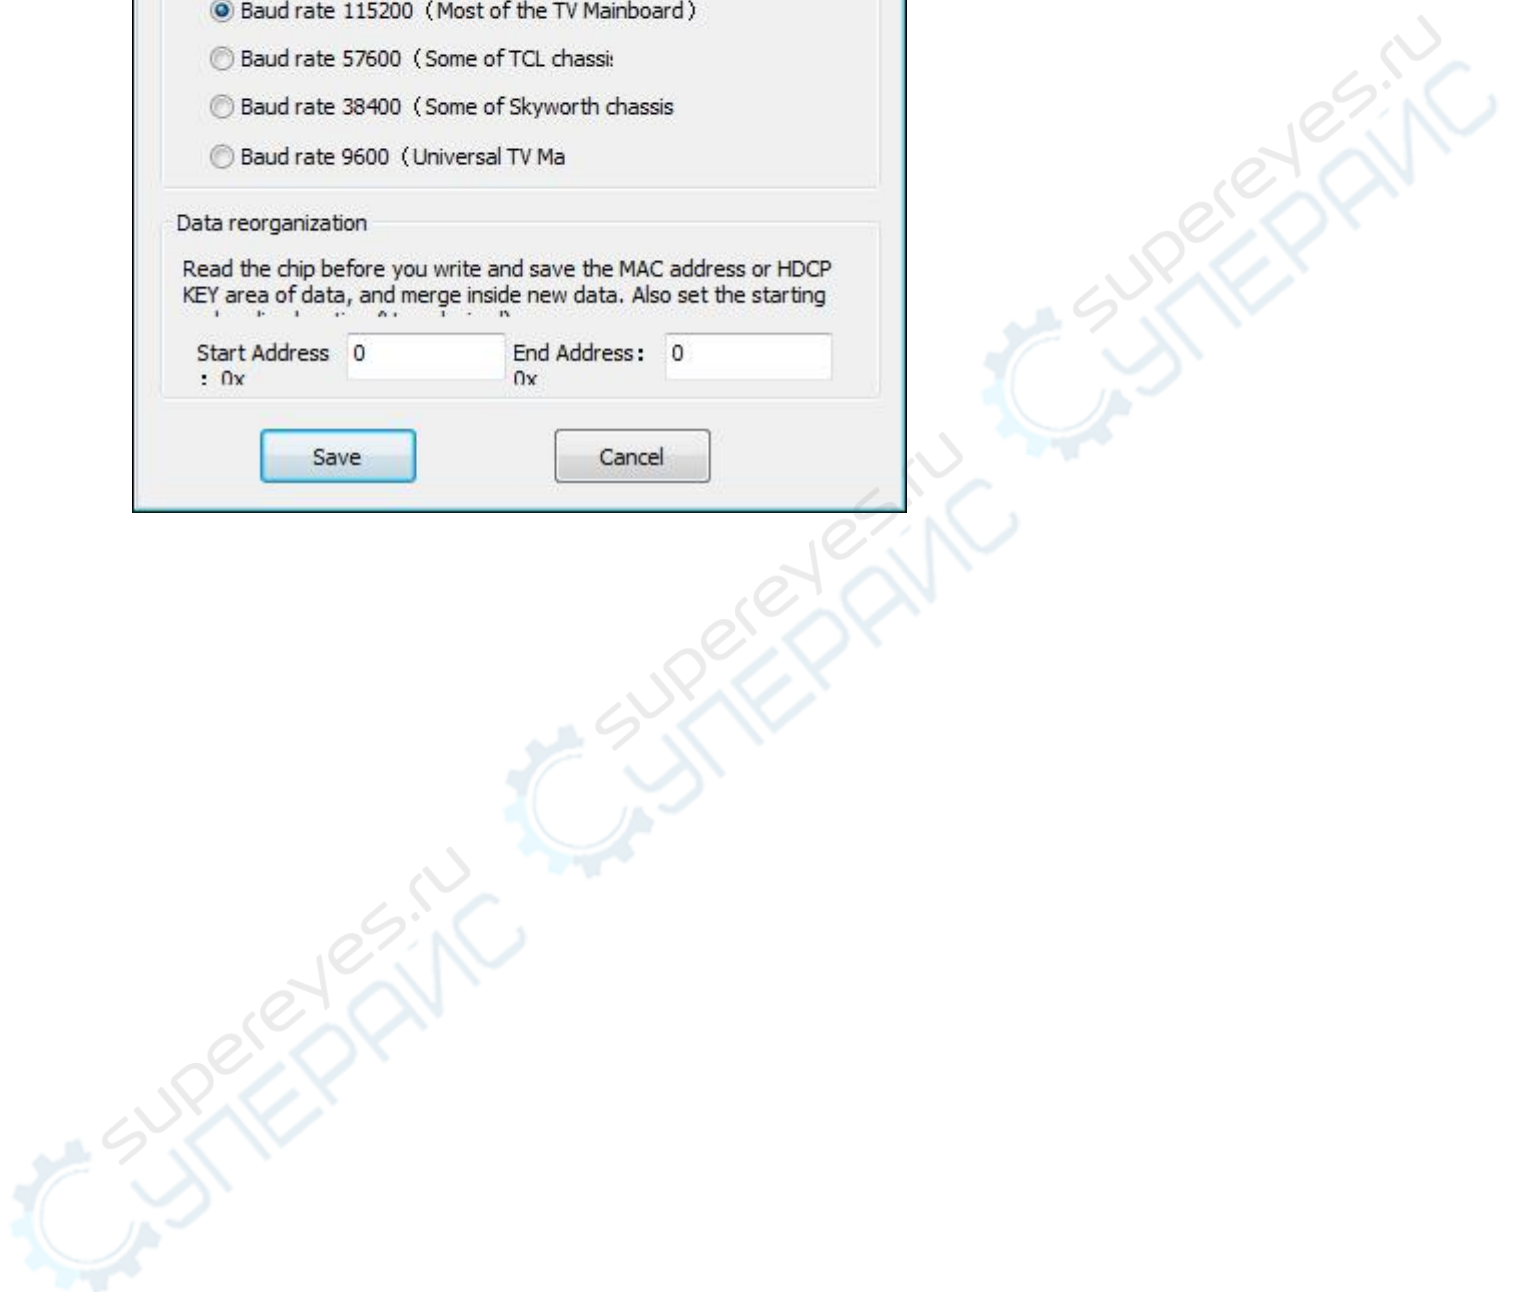 Baud rate 115200 (Most of the TV Mainboard)
Baud rate 57600 (Some of TCL chassi
Baud rate 38400 (Some of Skyworth chassis
Baud rate 9600 (Universal TV Ma
Data reorganization
Read the chip before you write and save the MAC address or HDCP
KEY area of data, and merge inside new data. Also set the starting
Start Address 0 End Address: 0
: 0x 0x
Save Cancel
supereyes.ru
СУПЕРАЙС
supereyes.ru
СУПЕРАЙС
supereyes.ru
СУПЕРАЙС